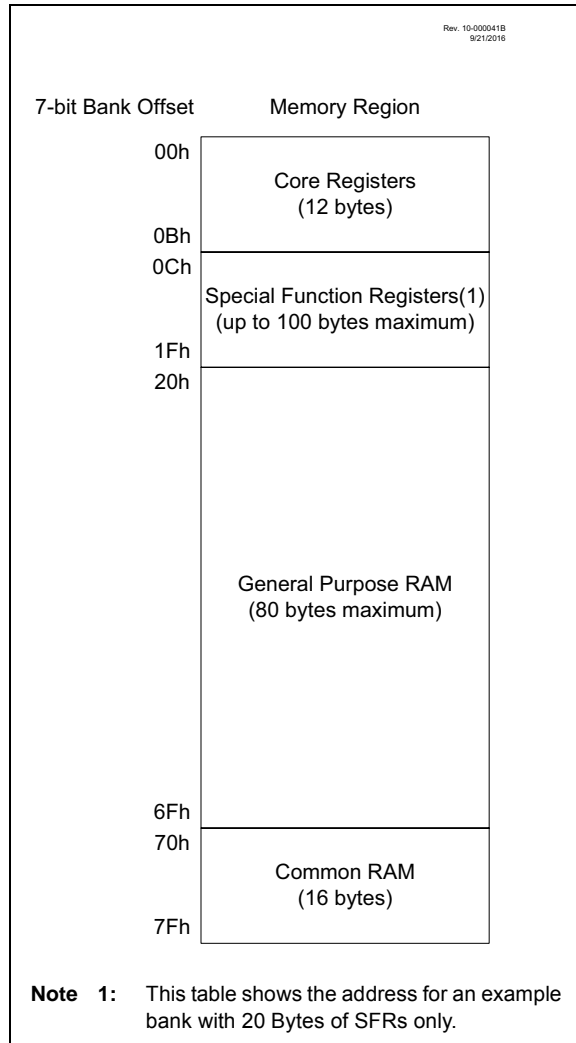 Rev. 10-000041B
9/21/2016
7-bit Bank Offset Memory Region
00h
Core Registers
(12 bytes)
0Bh
0Ch
Special Function Registers(1)
(up to 100 bytes maximum)
1Fh
20h
General Purpose RAM
(80 bytes maximum)
6Fh
70h
Common RAM
(16 bytes)
7Fh
Note 1: This table shows the address for an example
bank with 20 Bytes of SFRs only.